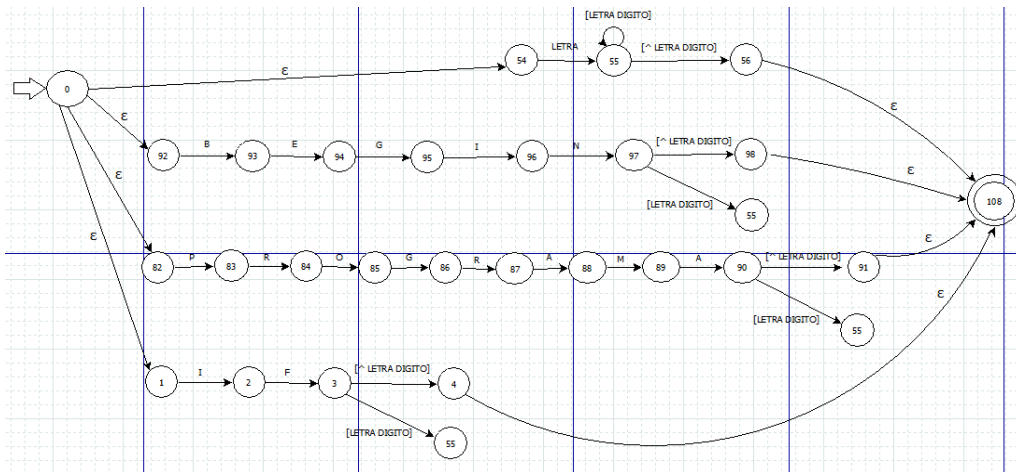 [LETRA DIGITO]
54 LETRA 55 [^ LETRA DIGITO] 56
ε
0
ε ε
92 B 93 E 94 G 95 I 96 N 97 [^ LETRA DIGITO] 98
ε
[LETRA DIGITO] 55
108
ε
ε
ε
82 P 83 R 84 O 85 G 86 R 87 A 88 M 89 A 90 [^ LETRA DIGITO] 91
ε
[LETRA DIGITO] 55
1 I 2 F 3 [^ LETRA DIGITO] 4
[LETRA DIGITO] 55